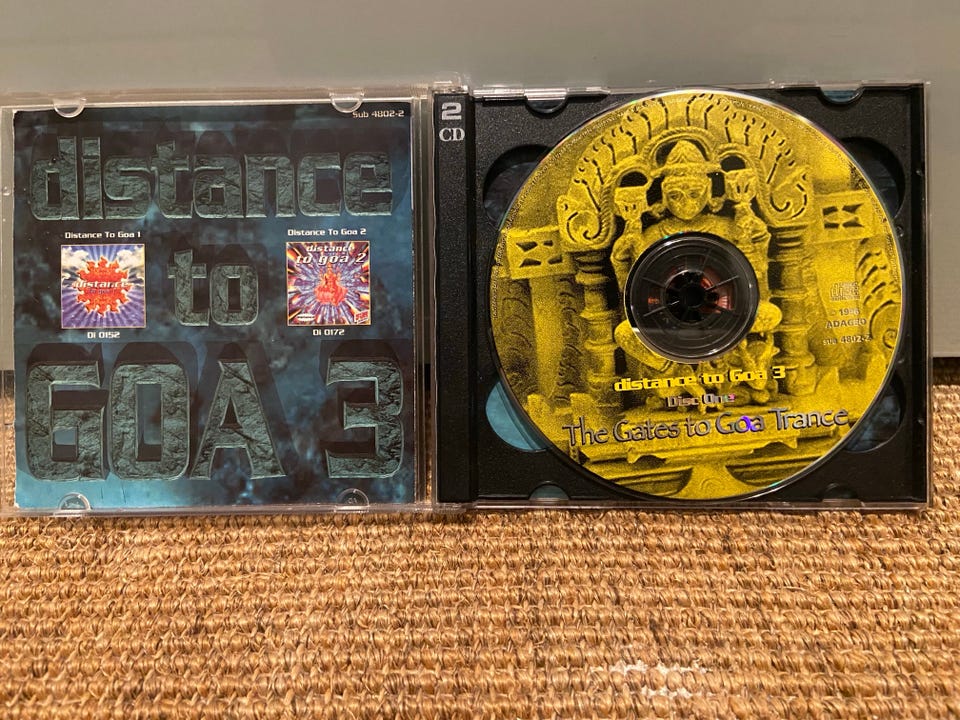 sub 4802-2
distance
Distance To Goa 1
Distance To Goa 2
distance
distance
to goa 2
to
Di 0152
Di 0172
GOA 3
2
CD
ADAGEO
sub 4802-2
distance to Goa 3
Disc One
The Gates to Goa Trance